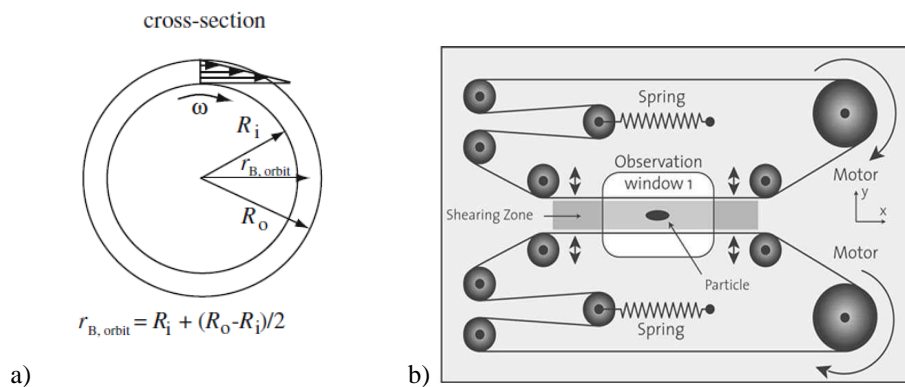 cross-section
ω
R_i
r_B, orbit
R_o
r_B, orbit = R_i + (R_o-R_i)/2
a)
b)
Spring
Observation
window 1
Motor
y
x
Shearing Zone
Motor
Particle
Spring